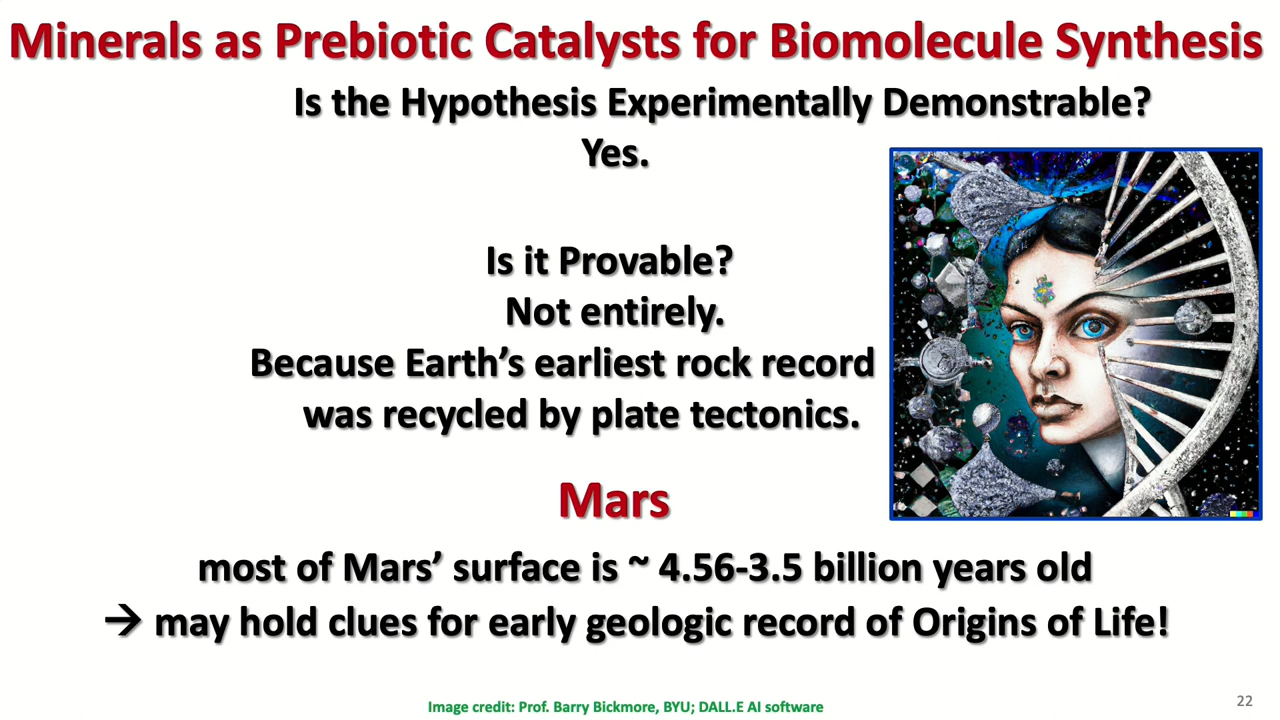 Minerals as Prebiotic Catalysts for Biomolecule Synthesis
Is the Hypothesis Experimentally Demonstrable?
Yes.
Is it Provable?
Not entirely.
Because Earth’s earliest rock record
was recycled by plate tectonics.
Mars
most of Mars’ surface is ~ 4.56-3.5 billion years old
→ may hold clues for early geologic record of Origins of Life!
Image credit: Prof. Barry Bickmore, BYU; DALL.E AI software
22